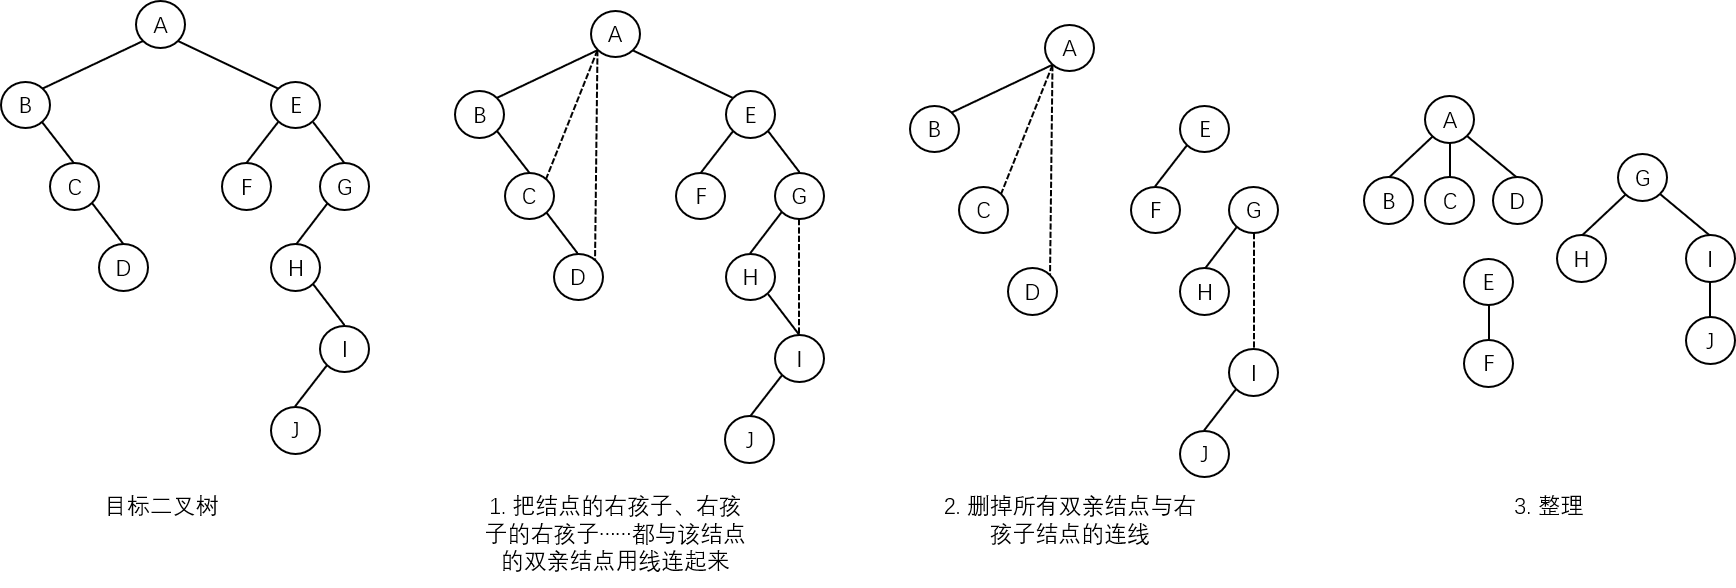 A
B
E
C
F
G
D
H
I
J
目标二叉树
A
B
E
C
F
G
D
H
I
J
1. 把结点的右孩子、右孩
子的右孩子……都与该结点
的双亲结点用线连起来
A
B
E
C
F
G
D
H
I
J
2. 删掉所有双亲结点与右
孩子结点的连线
A
B
C
D
G
H
I
E
J
F
3. 整理